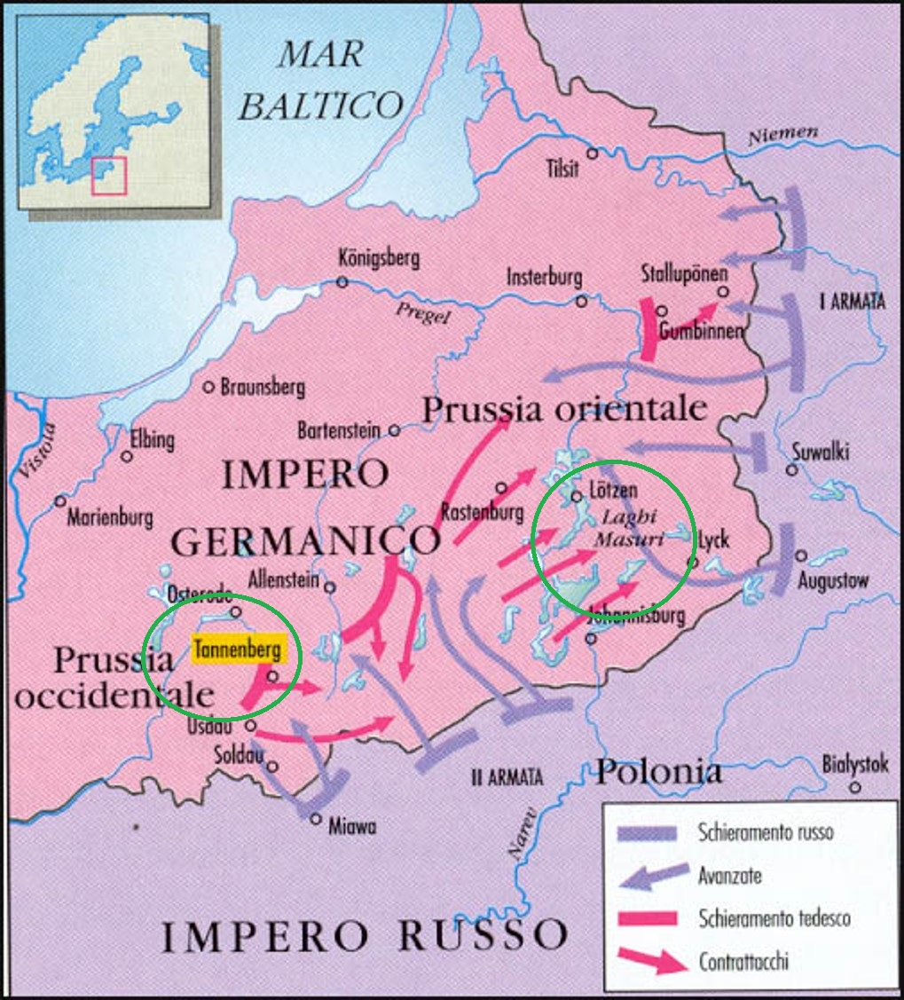 MAR
BALTICO
Niemen
Tilsit
Königsberg
Insterburg
Stallupönen
I ARMATA
Pregel
Gumbinnen
Braunsberg
Prussia orientale
Bartenstein
Vistola
Elbing
Suwalki
IMPERO
Lötzen
Marienburg
Rastenburg
Laghi
Masuri
GERMANICO
Lyck
Allenstein
Augustow
Osterode
Johannisburg
Tannenberg
Prussia
occidentale
Usdau
Soldau
II ARMATA
Polonia
Bialystok
Miawa
Narev
Schieramento russo
Avanzate
IMPERO RUSSO
Schieramento tedesco
Contrattacchi